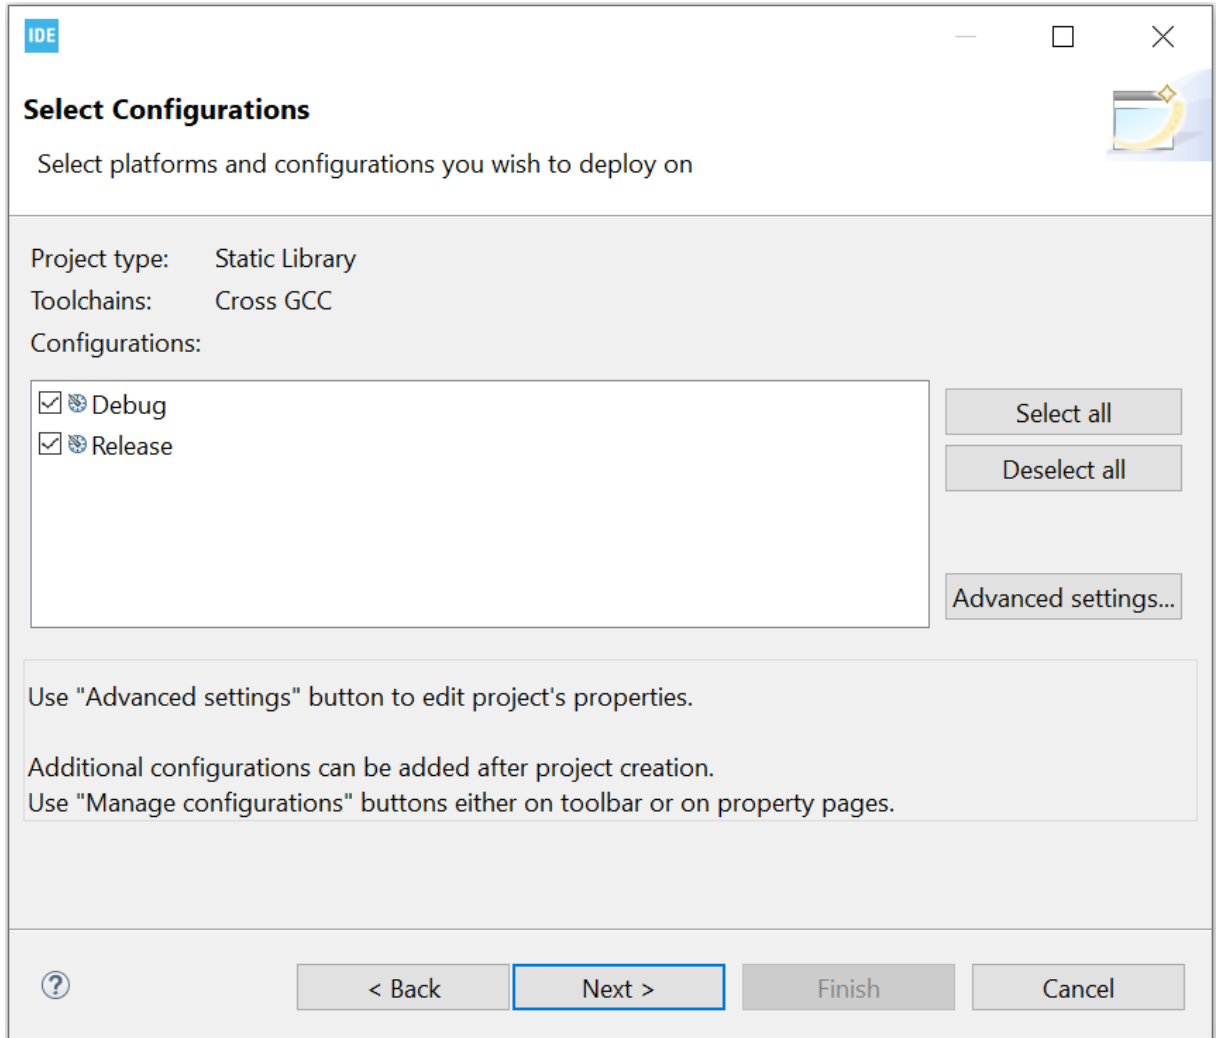 IDE
Select Configurations
Select platforms and configurations you wish to deploy on
Project type: Static Library
Toolchains: Cross GCC
Configurations:
Debug
Release
Select all
Deselect all
Advanced settings...
Use "Advanced settings" button to edit project's properties.
Additional configurations can be added after project creation.
Use "Manage configurations" buttons either on toolbar or on property pages.
?
< Back
Next >
Finish
Cancel